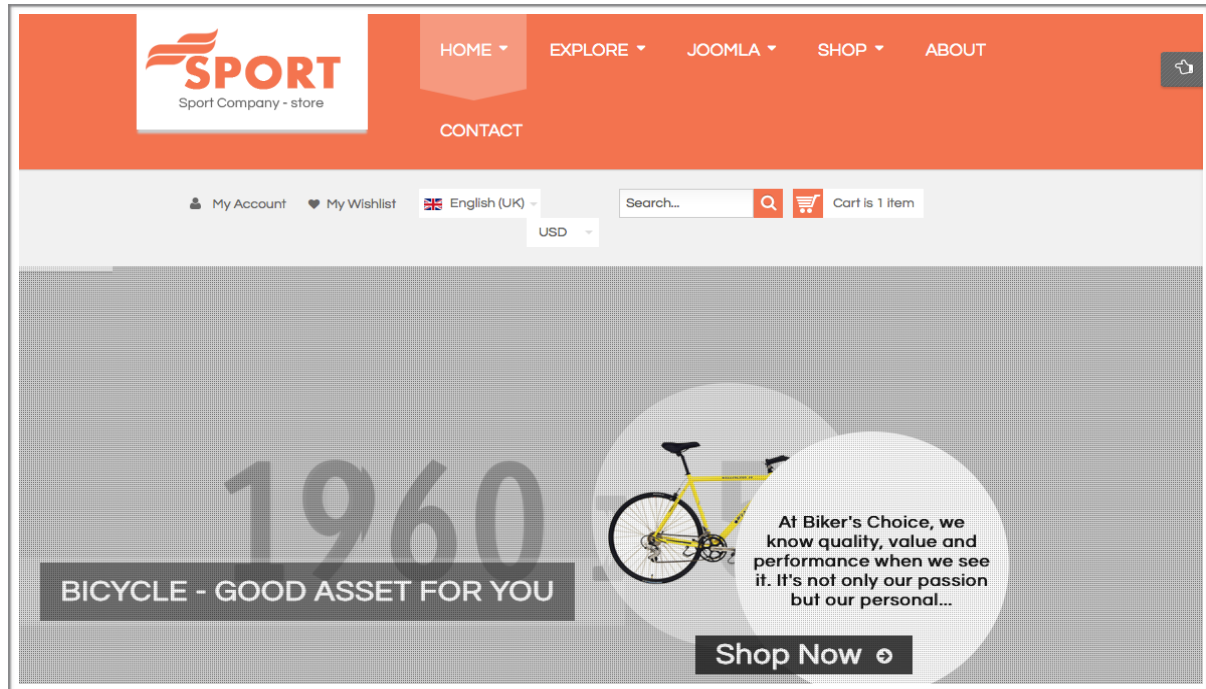 SPORT
Sport Company - store
HOME
EXPLORE
JOOMLA
SHOP
ABOUT
CONTACT
My Account
My Wishlist
English (UK)
Search...
Cart is 1 item
USD
1960
BICYCLE - GOOD ASSET FOR YOU
At Biker's Choice, we
know quality, value and
performance when we see
it. It's not only our passion
but our personal...
Shop Now